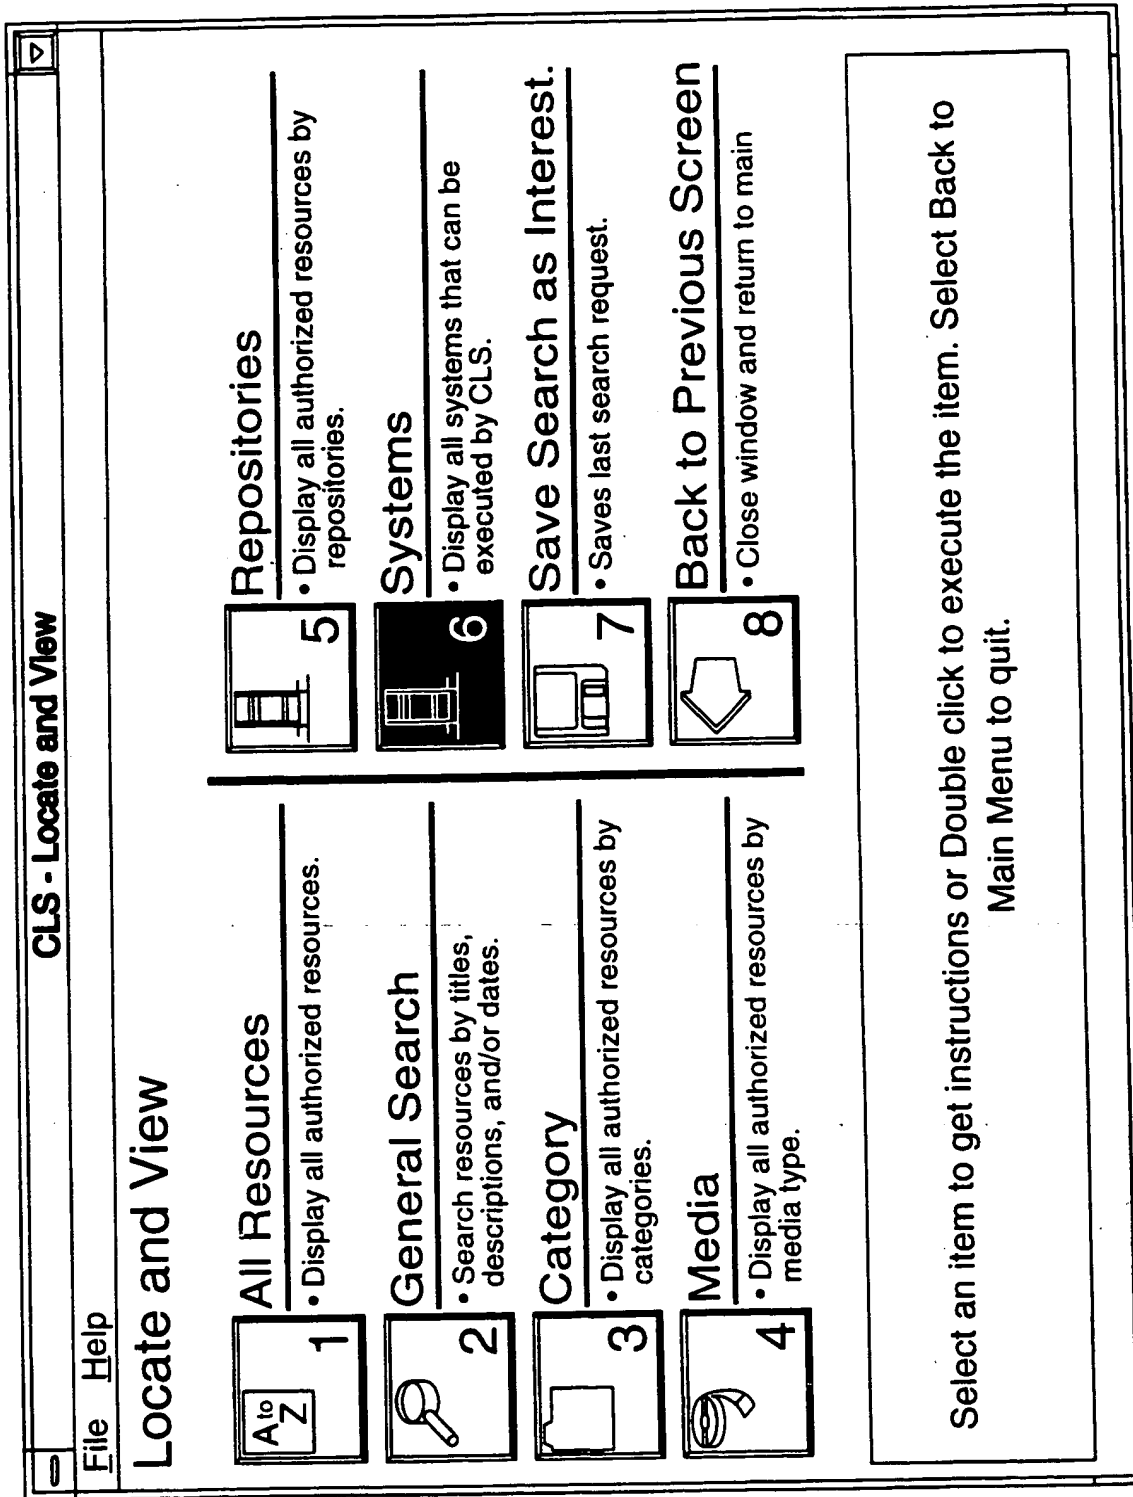 CLS - Locate and View
File Help
Locate and View
A to Z
1
All Resources
• Display all authorized resources.
2
General Search
• Search resources by titles,
descriptions, and/or dates.
3
Category
• Display all authorized resources by
categories.
4
Media
• Display all authorized resources by
media type.
5
Repositories
• Display all authorized resources by
repositories.
6
Systems
• Display all systems that can be
executed by CLS.
7
Save Search as Interest.
• Saves last search request.
8
Back to Previous Screen
• Close window and return to main
Select an item to get instructions or Double click to execute the item. Select Back to
Main Menu to quit.